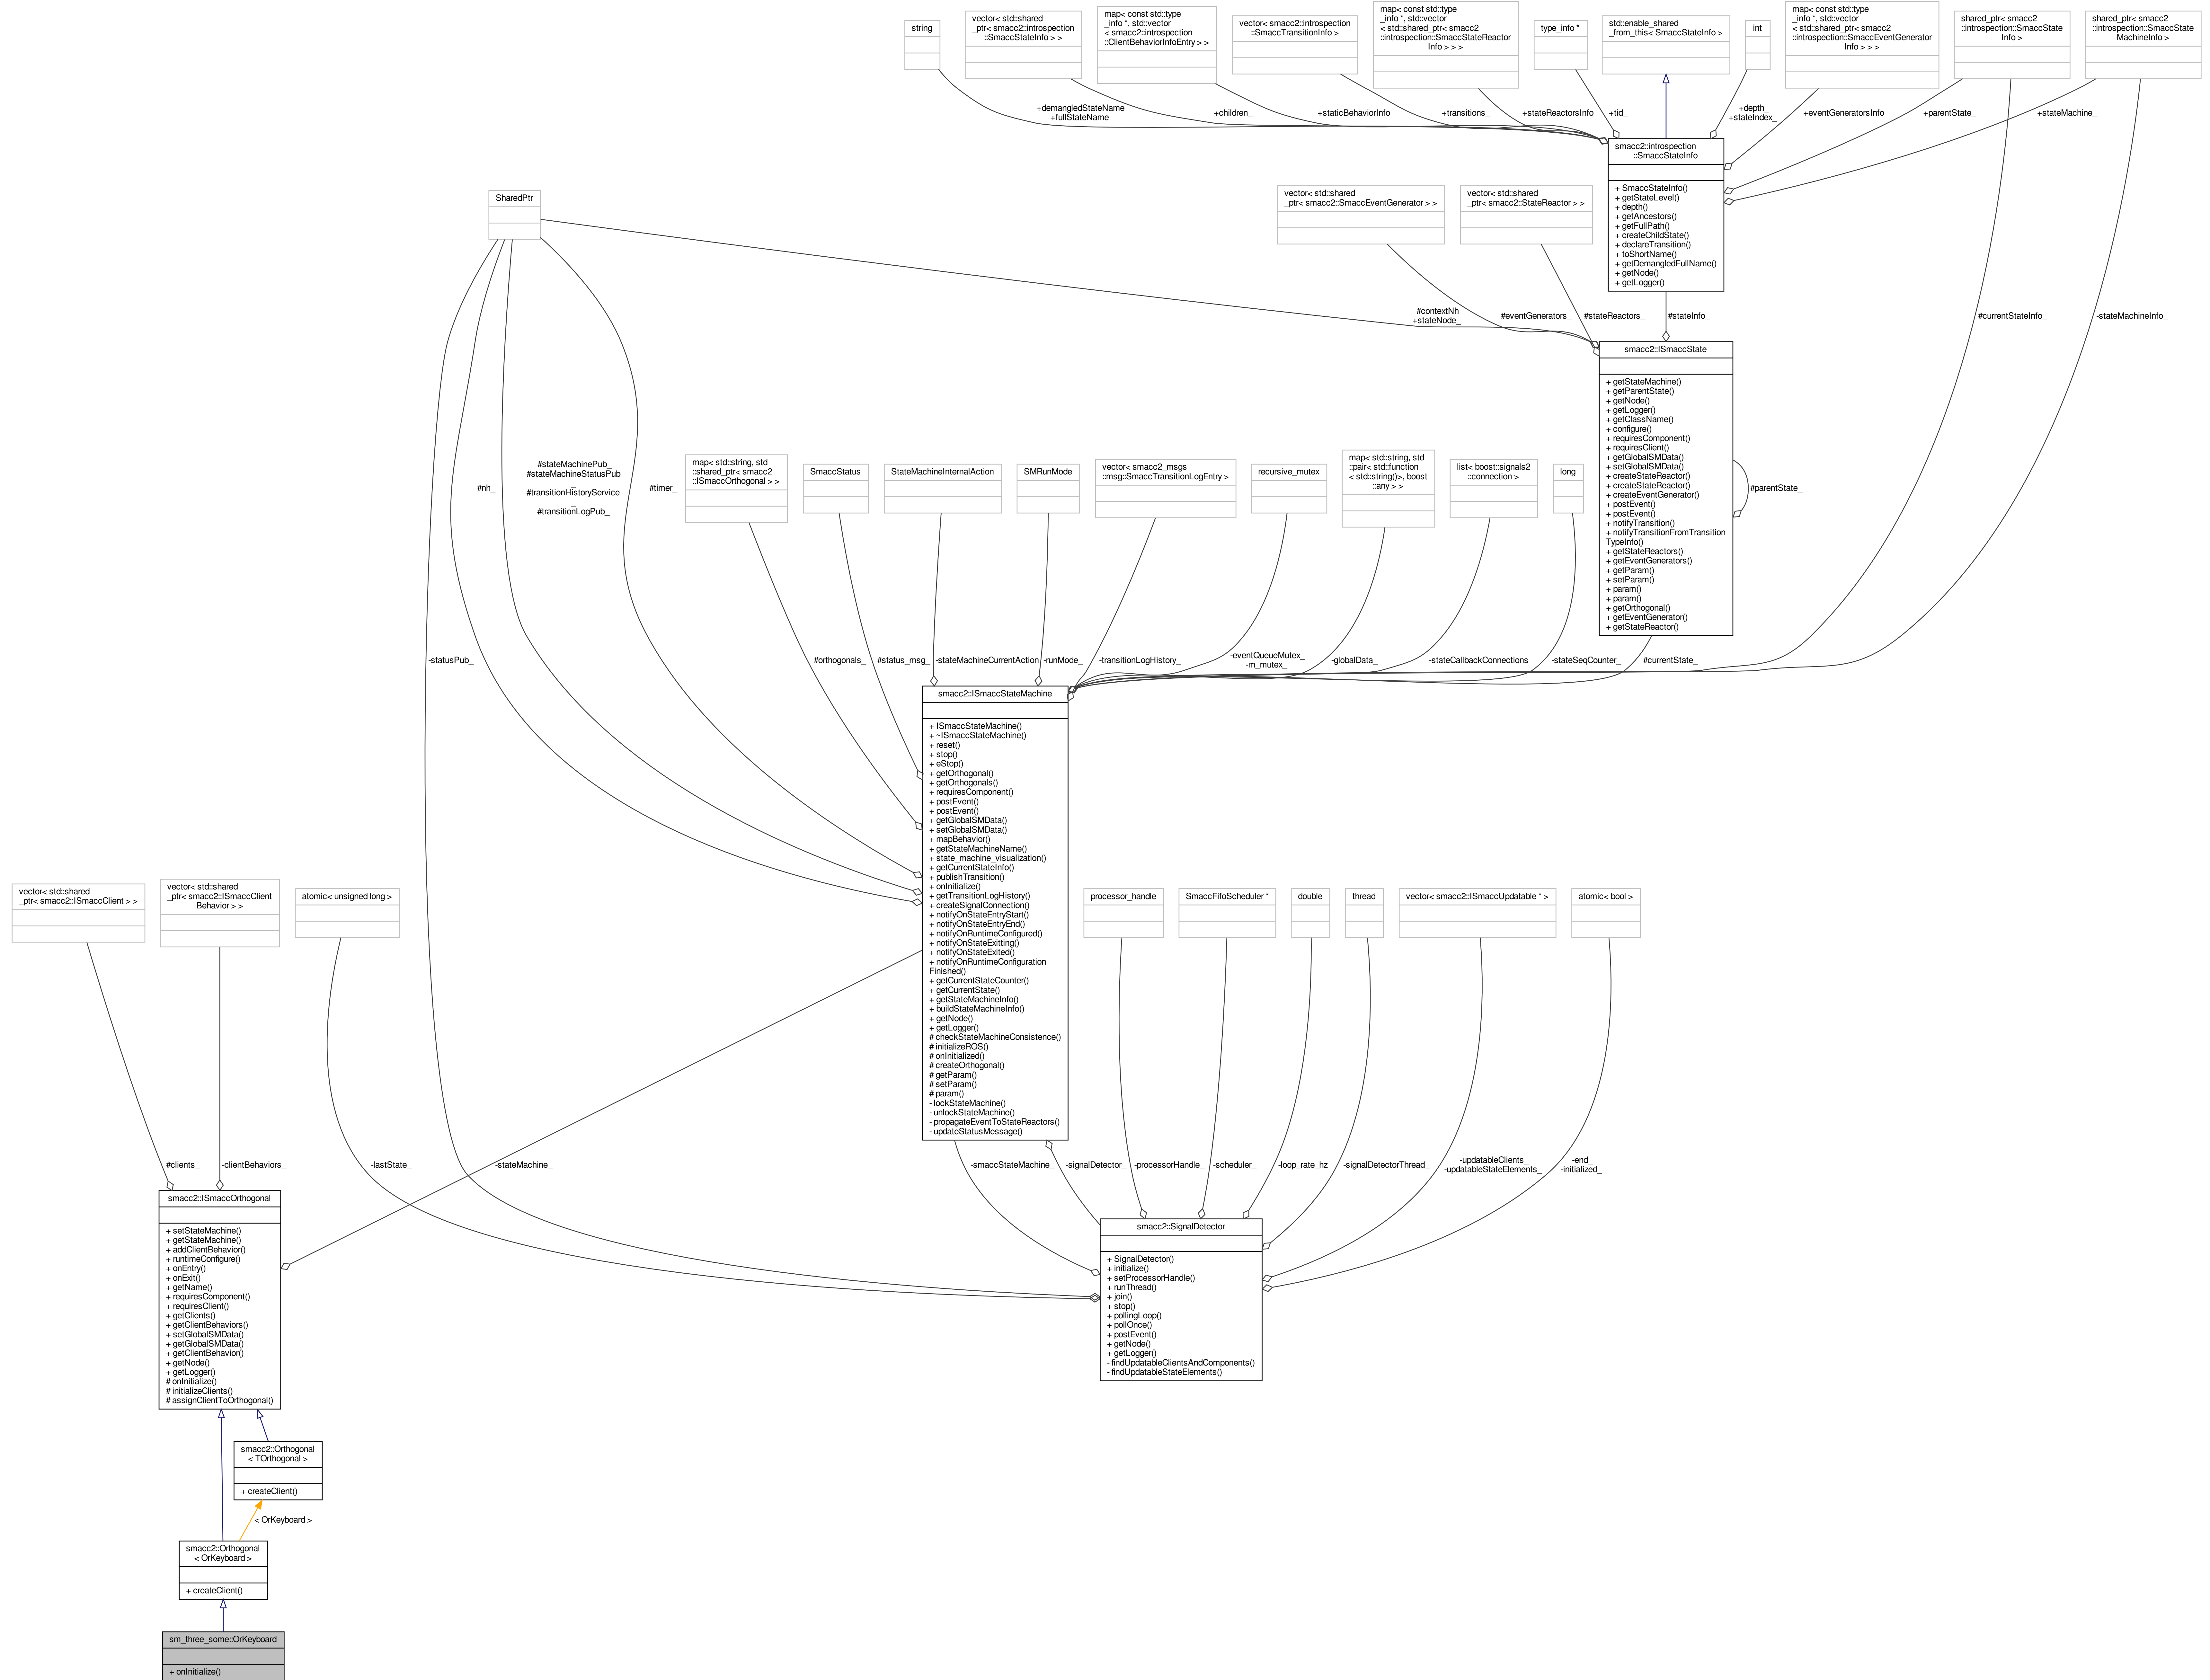 string
vector< std::shared
_ptr< smacc2::introspection
::SmaccStateInfo > >
map< const std::type
_info *, std::vector
< smacc2::introspection
::ClientBehaviorInfoEntry > >
vector< smacc2::introspection
::SmaccTransitionInfo >
map< const std::type
_info *, std::vector
< std::shared_ptr< smacc2
::introspection::SmaccStateReactor
Info > > >
type_info *
std::enable_shared
_from_this< SmaccStateInfo >
int
map< const std::type
_info *, std::vector
< std::shared_ptr< smacc2
::introspection::SmaccEventGenerator
Info > > >
shared_ptr< smacc2
::introspection::SmaccState
Info >
shared_ptr< smacc2
::introspection::SmaccState
MachineInfo >
+demangledStateName
+fullStateName
+children_
+staticBehaviorInfo
+transitions_
+stateReactorsInfo
+tid_
+depth_
+stateIndex_
+eventGeneratorsInfo
+parentState_
+stateMachine_
smacc2::introspection
::SmaccStateInfo
+ SmaccStateInfo()
+ getStateLevel()
+ depth()
+ getAncestors()
+ getFullPath()
+ createChildState()
+ declareTransition()
+ toShortName()
+ getDemangledFullName()
+ getNode()
+ getLogger()
SharedPtr
vector< std::shared
_ptr< smacc2::SmaccEventGenerator > >
vector< std::shared
_ptr< smacc2::StateReactor > >
#contextNh
+stateNode_
#eventGenerators_
#stateReactors_
#stateInfo_
#currentStateInfo_
-stateMachineInfo_
smacc2::ISmaccState
+ getStateMachine()
+ getParentState()
+ getNode()
+ getLogger()
+ getClassName()
+ configure()
+ requiresComponent()
+ requiresClient()
+ getGlobalSMData()
+ setGlobalSMData()
+ createStateReactor()
+ createStateReactor()
+ createEventGenerator()
+ postEvent()
+ postEvent()
+ notifyTransition()
+ notifyTransitionFromTransition
TypeInfo()
+ getStateReactors()
+ getEventGenerators()
+ getParam()
+ setParam()
+ param()
+ param()
+ getOrthogonal()
+ getEventGenerator()
+ getStateReactor()
#parentState_
#nh_
#stateMachinePub_
#stateMachineStatusPub
_
#transitionHistoryService
_
#transitionLogPub_
#timer_
map< std::string, std
::shared_ptr< smacc2
::ISmaccOrthogonal > >
SmaccStatus
StateMachineInternalAction
SMRunMode
vector< smacc2_msgs
::msg::SmaccTransitionLogEntry >
recursive_mutex
map< std::string, std
::pair< std::function
< std::string()>, boost
::any > >
list< boost::signals2
::connection >
long
-statusPub_
#orthogonals_
#status_msg_
-stateMachineCurrentAction
-runMode_
-transitionLogHistory_
-eventQueueMutex_
-m_mutex_
-globalData_
-stateCallbackConnections
-stateSeqCounter_
#currentState_
smacc2::ISmaccStateMachine
+ ISmaccStateMachine()
+ ~ISmaccStateMachine()
+ reset()
+ stop()
+ eStop()
+ getOrthogonal()
+ getOrthogonals()
+ requiresComponent()
+ postEvent()
+ postEvent()
+ getGlobalSMData()
+ setGlobalSMData()
+ mapBehavior()
+ getStateMachineName()
+ state_machine_visualization()
+ getCurrentStateInfo()
+ publishTransition()
+ onInitialize()
+ getTransitionLogHistory()
+ createSignalConnection()
+ notifyOnStateEntryStart()
+ notifyOnStateEntryEnd()
+ notifyOnRuntimeConfigured()
+ notifyOnStateExitting()
+ notifyOnStateExited()
+ notifyOnRuntimeConfiguration
Finished()
+ getCurrentStateCounter()
+ getCurrentState()
+ getStateMachineInfo()
+ buildStateMachineInfo()
+ getNode()
+ getLogger()
# checkStateMachineConsistence()
# initializeROS()
# onInitialized()
# createOrthogonal()
# getParam()
# setParam()
# param()
- lockStateMachine()
- unlockStateMachine()
- propagateEventToStateReactors()
- updateStatusMessage()
vector< std::shared
_ptr< smacc2::ISmaccClient > >
vector< std::shared
_ptr< smacc2::ISmaccClient
Behavior > >
atomic< unsigned long >
processor_handle
SmaccFifoScheduler *
double
thread
vector< smacc2::ISmaccUpdatable * >
atomic< bool >
#clients_
-clientBehaviors_
-lastState_
-stateMachine_
-smaccStateMachine_
-signalDetector_
-processorHandle_
-scheduler_
-loop_rate_hz
-signalDetectorThread_
-updatableClients_
-updatableStateElements_
-end_
-initialized_
smacc2::ISmaccOrthogonal
+ setStateMachine()
+ getStateMachine()
+ addClientBehavior()
+ runtimeConfigure()
+ onEntry()
+ onExit()
+ getName()
+ requiresComponent()
+ requiresClient()
+ getClients()
+ getClientBehaviors()
+ setGlobalSMData()
+ getGlobalSMData()
+ getClientBehavior()
+ getNode()
+ getLogger()
# onInitialize()
# initializeClients()
# assignClientToOrthogonal()
smacc2::SignalDetector
+ SignalDetector()
+ initialize()
+ setProcessorHandle()
+ runThread()
+ join()
+ stop()
+ pollingLoop()
+ pollOnce()
+ postEvent()
+ getNode()
+ getLogger()
- findUpdatableClientsAndComponents()
- findUpdatableStateElements()
smacc2::Orthogonal
< TOrthogonal >
+ createClient()
< OrKeyboard >
smacc2::Orthogonal
< OrKeyboard >
+ createClient()
sm_three_some::OrKeyboard
+ onInitialize()